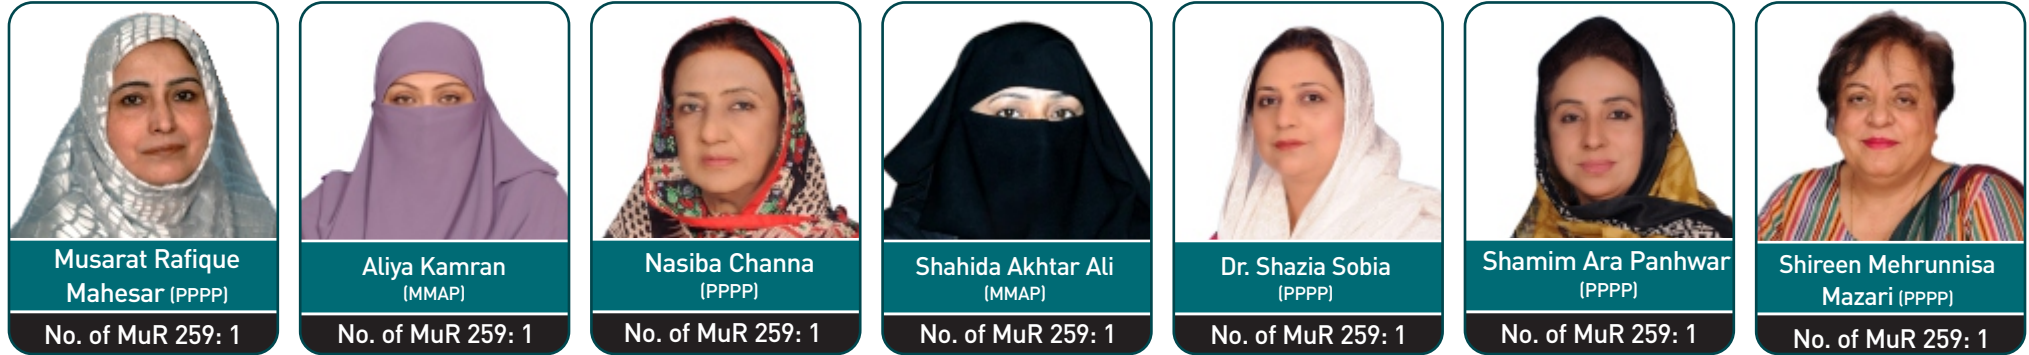 Musarat Rafique
Mahesar (PPPP)
No. of MuR 259: 1
Aliya Kamran
(MMAP)
No. of MuR 259: 1
Nasiba Channa
(PPPP)
No. of MuR 259: 1
Shahida Akhtar Ali
(MMAP)
No. of MuR 259: 1
Dr. Shazia Sobia
(PPPP)
No. of MuR 259: 1
Shamim Ara Panhwar
(PPPP)
No. of MuR 259: 1
Shireen Mehrunnisa
Mazari (PPPP)
No. of MuR 259: 1